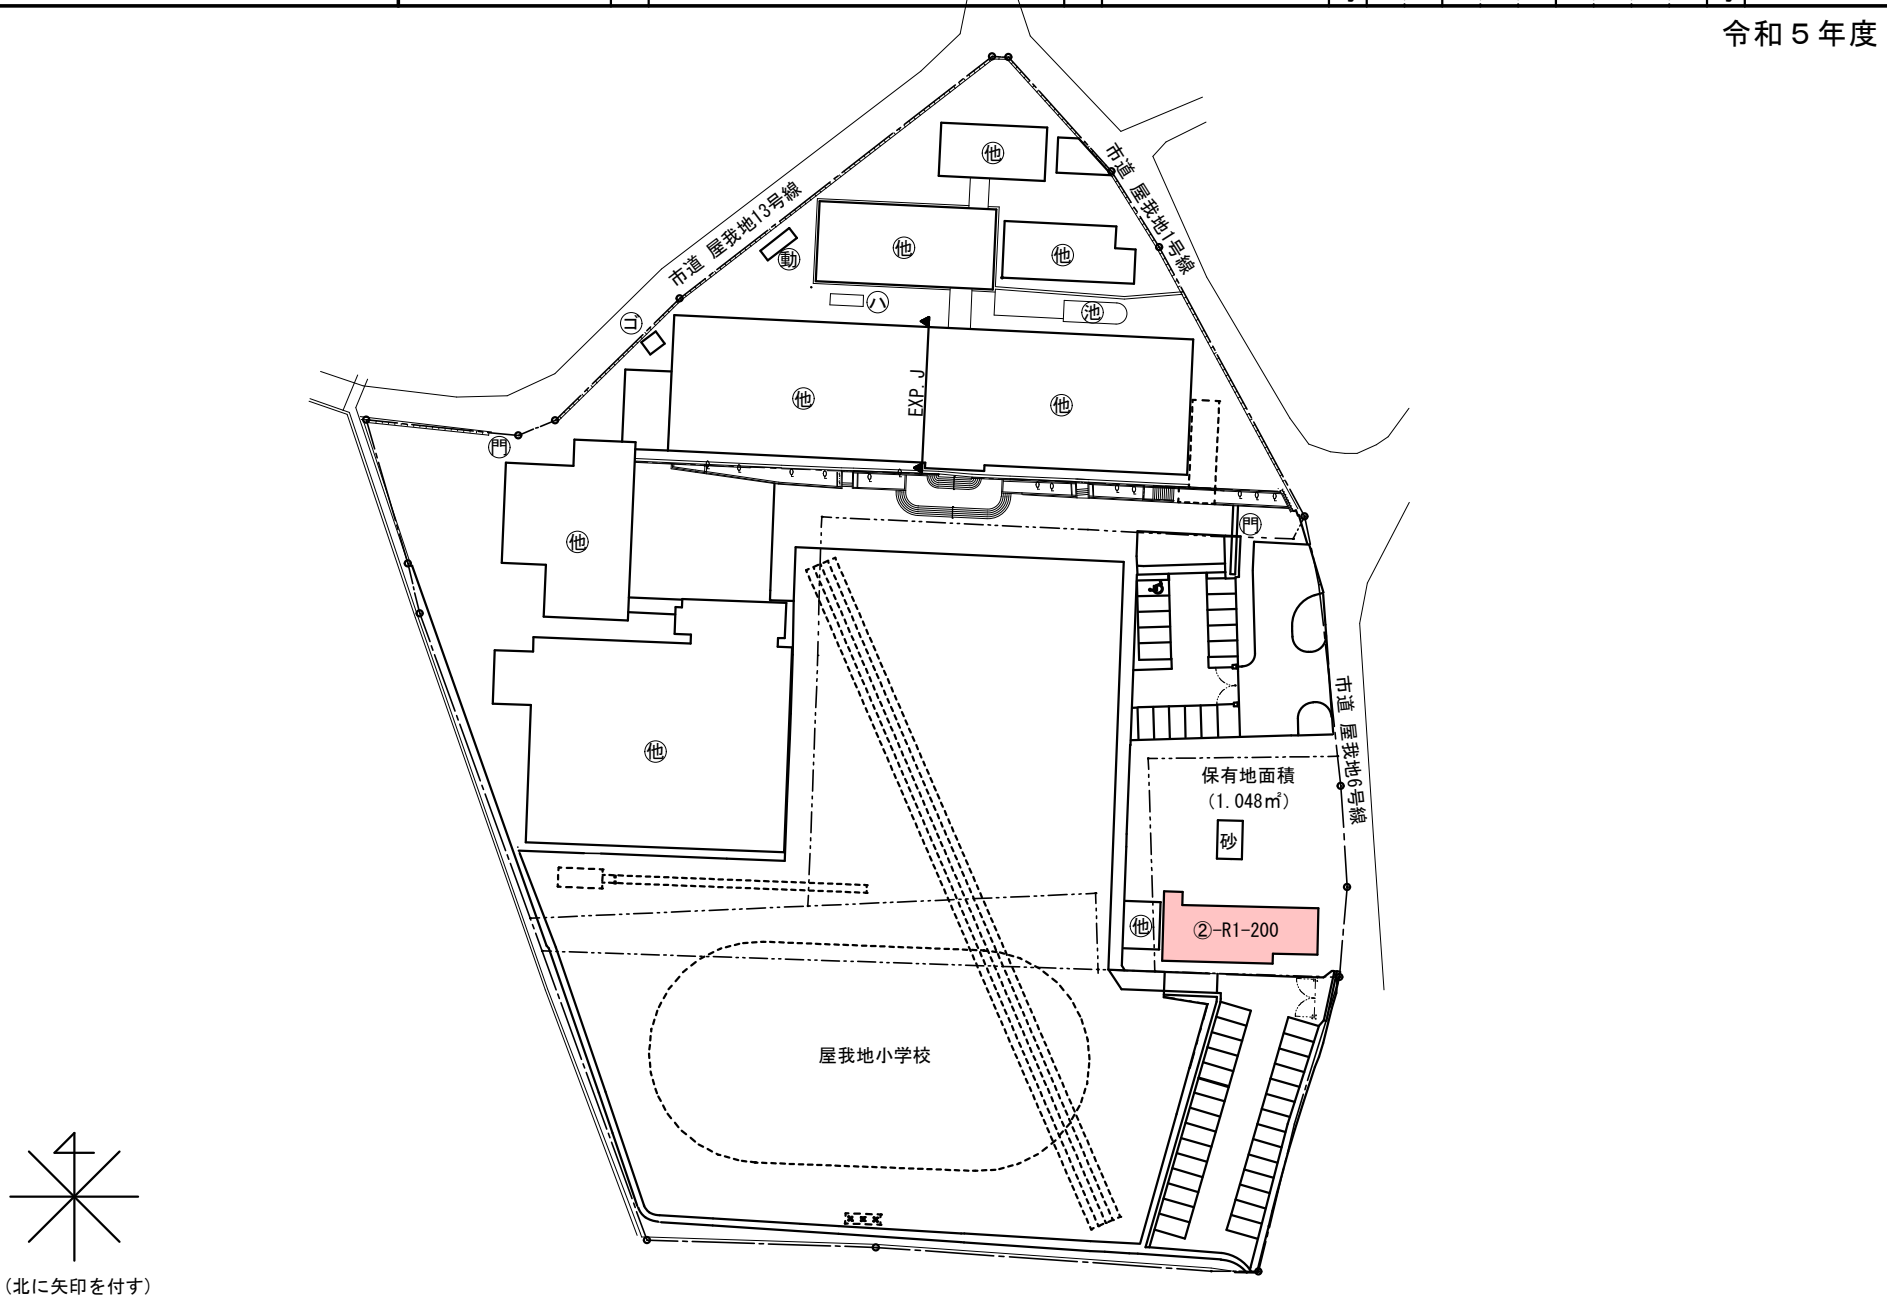 令和５年度
他
市道 屋我地1号線
市道 屋我地13号線
他
他
動
ハ
池
ゴ
EXP. J
他
他
門
門
他
他
市道 屋我地6号線
保有地面積
(1.048㎡)
砂
他
②-R1-200
屋我地小学校
(北に矢印を付す)